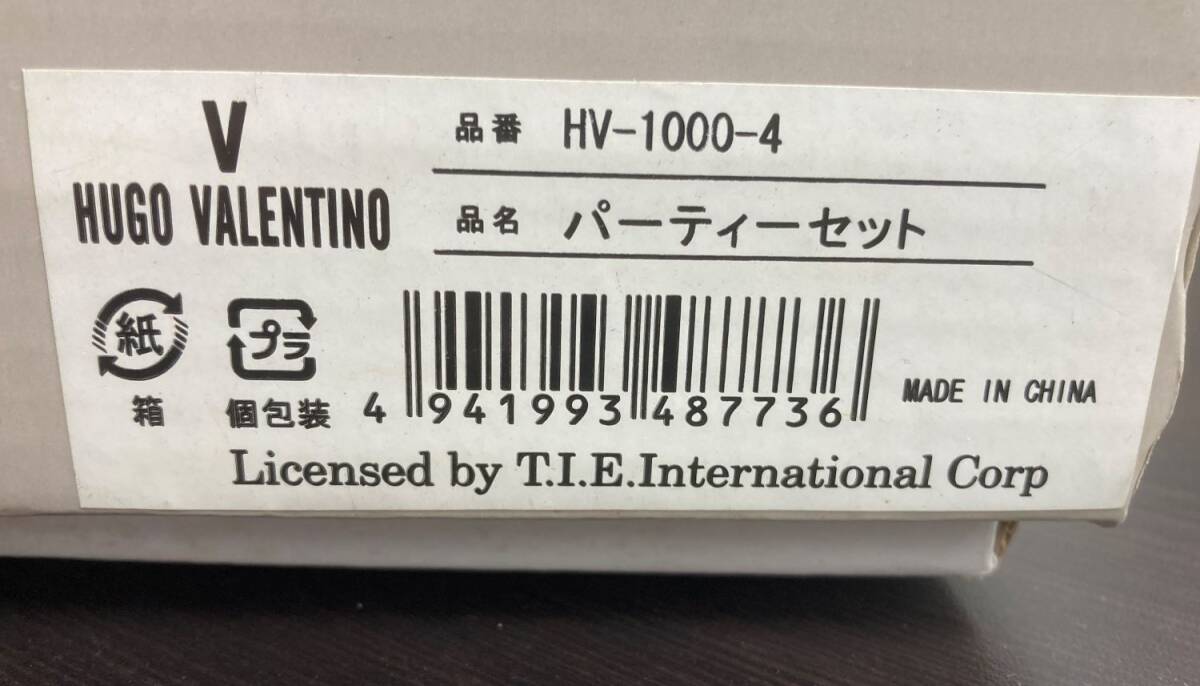 V
HUGO VALENTINO
品番 HV-1000-4
品名 パーティーセット
紙
箱
プラ
個包装
4 941993 487736
MADE IN CHINA
Licensed by T.I.E.International Corp